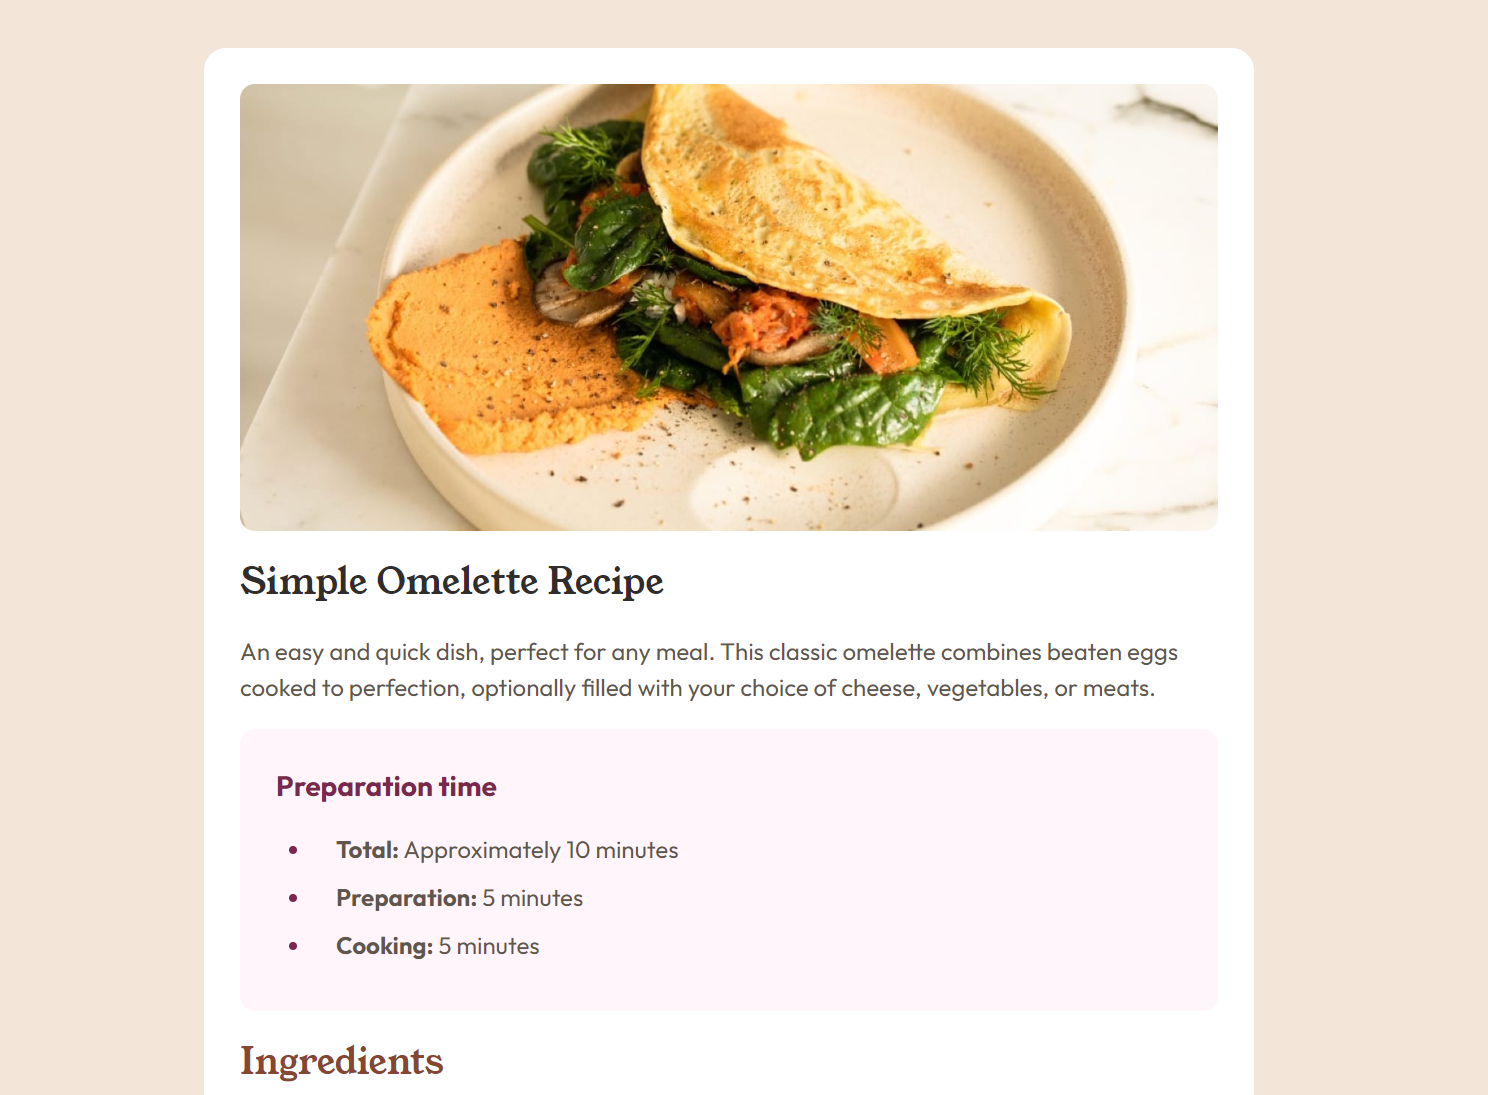 Simple Omelette Recipe
An easy and quick dish, perfect for any meal. This classic omelette combines beaten eggs
cooked to perfection, optionally filled with your choice of cheese, vegetables, or meats.
Preparation time
• Total: Approximately 10 minutes
• Preparation: 5 minutes
• Cooking: 5 minutes
Ingredients